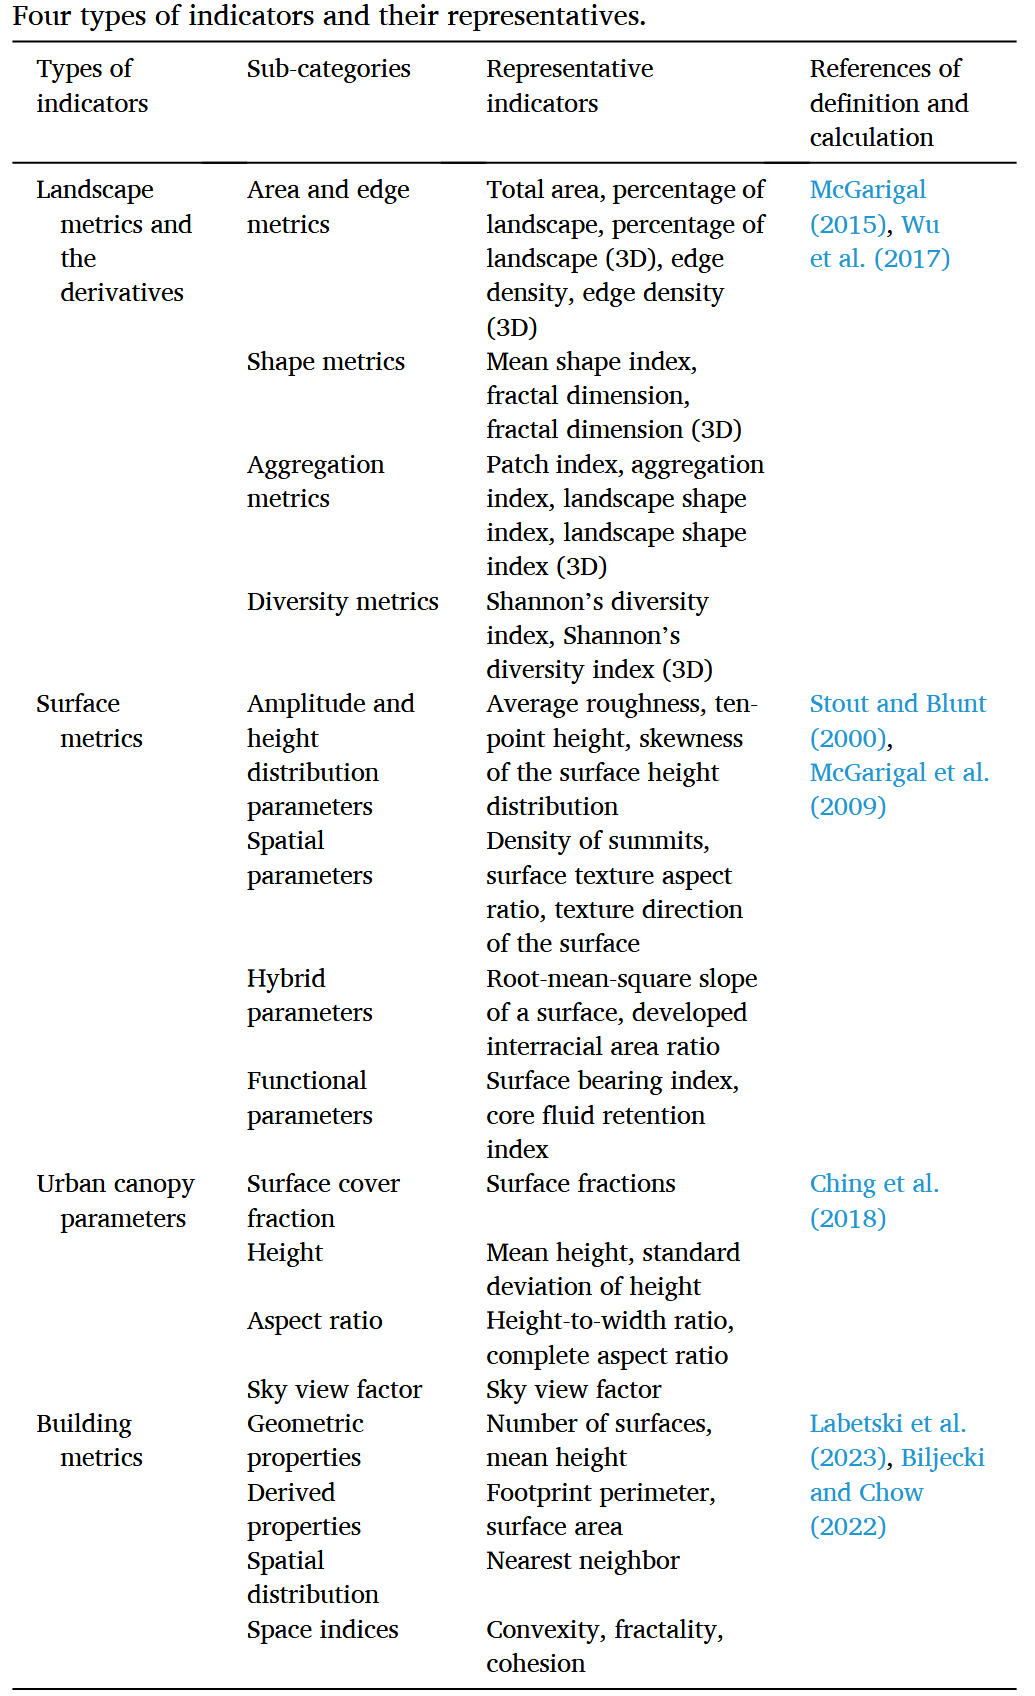 Four types of indicators and their representatives.
Types of indicators	Sub-categories	Representative indicators	References of definition and calculation
Landscape metrics and the derivatives	Area and edge metrics	Total area, percentage of landscape, percentage of landscape (3D), edge density, edge density (3D)	McGarigal (2015), Wu et al. (2017)
Shape metrics	Mean shape index, fractal dimension, fractal dimension (3D)
Aggregation metrics	Patch index, aggregation index, landscape shape index, landscape shape index (3D)
Diversity metrics	Shannon’s diversity index, Shannon’s diversity index (3D)
Surface metrics	Amplitude and height distribution parameters	Average roughness, ten-point height, skewness of the surface height distribution	Stout and Blunt (2000), McGarigal et al. (2009)
Spatial parameters	Density of summits, surface texture aspect ratio, texture direction of the surface
Hybrid parameters	Root-mean-square slope of a surface, developed interracial area ratio
Functional parameters	Surface bearing index, core fluid retention index
Urban canopy parameters	Surface cover fraction	Surface fractions	Ching et al. (2018)
Height	Mean height, standard deviation of height
Aspect ratio	Height-to-width ratio, complete aspect ratio
Sky view factor	Sky view factor
Building metrics	Geometric properties	Number of surfaces, mean height	Labetski et al. (2023), Biljecki and Chow (2022)
Derived properties	Footprint perimeter, surface area
Spatial distribution	Nearest neighbor
Space indices	Convexity, fractality, cohesion